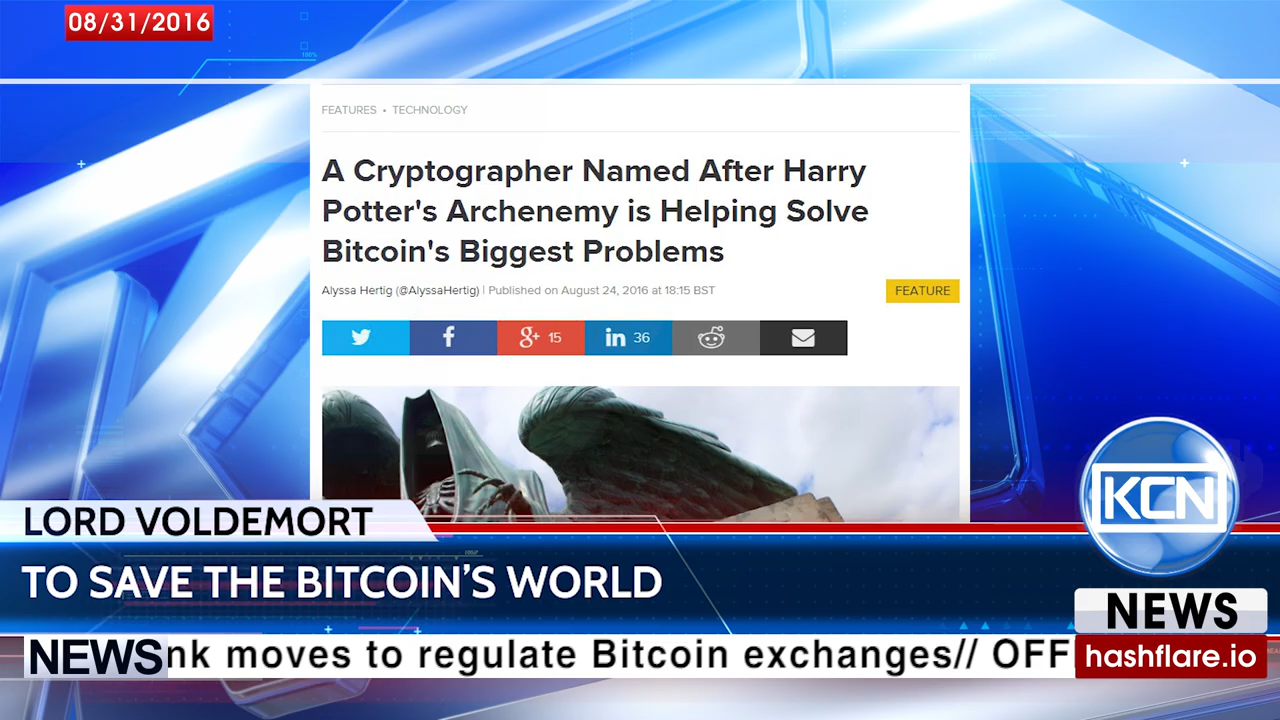 08/31/2016
100%
FEATURES • TECHNOLOGY
A Cryptographer Named After Harry
Potter's Archenemy is Helping Solve
Bitcoin's Biggest Problems
Alyssa Hertig (@AlyssaHertig) | Published on August 24, 2016 at 18:15 BST
FEATURE
g+ 15
in 36
KCN
LORD VOLDEMORT
TO SAVE THE BITCOIN'S WORLD
NEWS
NEWS
nk moves to regulate Bitcoin exchanges// OFF
hashflare.io